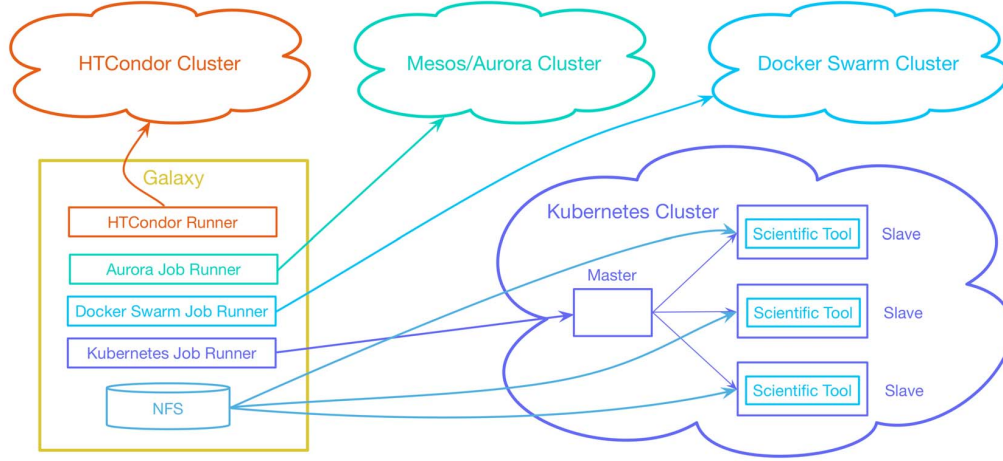 HTCondor Cluster
Mesos/Aurora Cluster
Docker Swarm Cluster
Galaxy
HTCondor Runner
Aurora Job Runner
Docker Swarm Job Runner
Kubernetes Job Runner
NFS
Kubernetes Cluster
Master
Scientific Tool
Slave
Scientific Tool
Slave
Scientific Tool
Slave